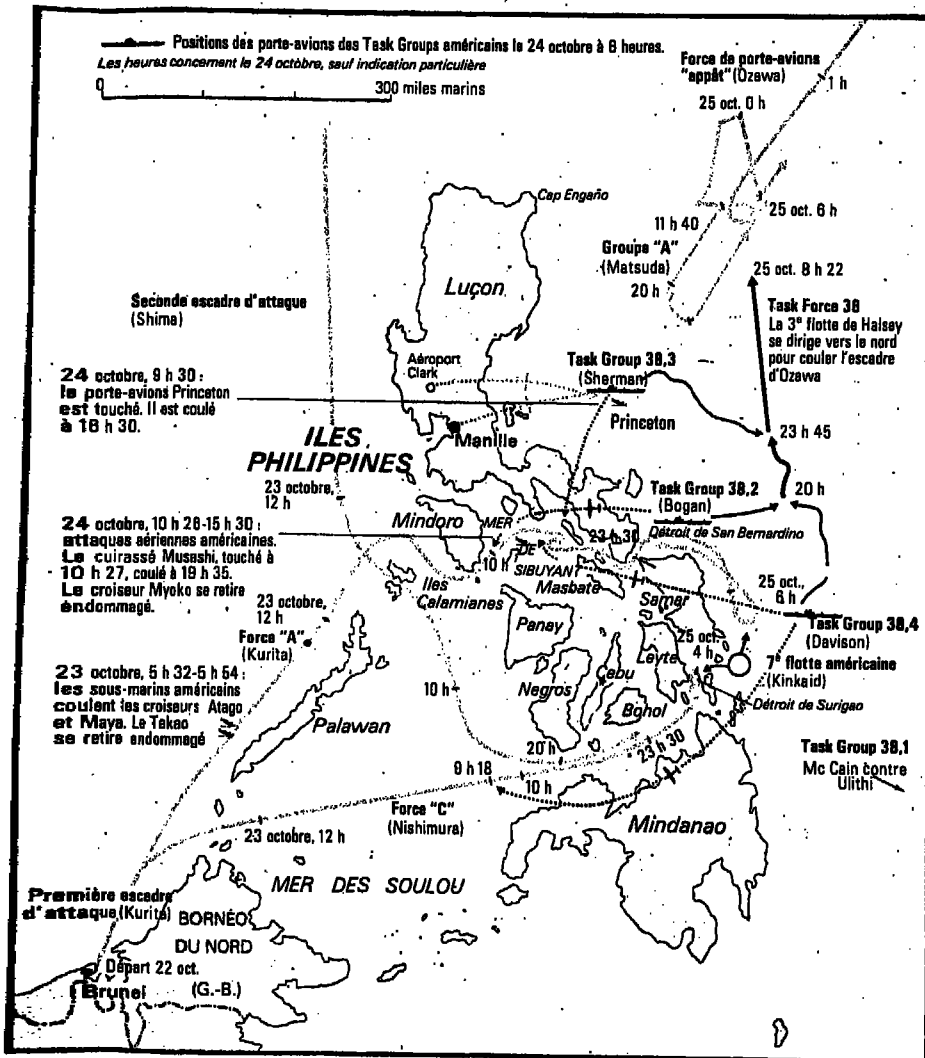 Positions des porte-avions des Task Groups américains le 24 octobre à 6 heures.
Les heures concernent le 24 octobre, sauf indication particulière
0 300 miles marins
Force de porte-avions
"appât" (Ozawa)
1 h
25 oct. 0 h
Cap Engaño
11 h 40
25 oct. 6 h
Groupe "A"
(Matsuda)
20 h
25 oct. 8 h 22
Luçon
Seconde escadre d'attaque
(Shima)
Task Force 38
La 3e flotte de Halsey
se dirige vers le nord
pour couler l'escadre
d'Ozawa
Aéroport
Clark
Task Group 38,3
(Sherman)
24 octobre, 9 h 30 :
le porte-avions Princeton
est touché. Il est coulé
à 16 h 30.
Princeton
Manille
23 h 45
ILES
PHILIPPINES
23 octobre,
12 h
Task Group 38,2
(Bogan)
20 h
Mindoro
MER
DE
SIBUYANT
23 h 30
Détroit de San Bernardino
24 octobre, 10 h 26-15 h 30 :
attaques aériennes américaines.
Le cuirassé Musashi, touché à
10 h 27, coulé à 19 h 35.
Le croiseur Myoko se retire
endommagé.
10 h
Masbate
Iles
Calamianes
Samar
25 oct.,
6 h
23 octobre,
12 h
Panay
Task Group 38,4
(Davison)
Force "A"
(Kurita)
25 oct.
4 h
Leyte
7e flotte américaine
(Kinkaid)
Cebu
Negros
Bohol
Détroit de Surigao
23 octobre, 5 h 32-5 h 54 :
les sous-marins américains
coulent les croiseurs Atago
et Maya. Le Takao
se retire endommagé
10 h
Palawan
20 h
23 h 30
Task Group 38,1
Mc Cain contre
Ulithi
9 h 18
10 h
Force "C"
(Nishimura)
Mindanao
23 octobre, 12 h
MER DES SOULOU
Première escadre
d'attaque (Kurita)
BORNÉO
DU NORD
(G.-B.)
Départ 22 oct.
Brunei